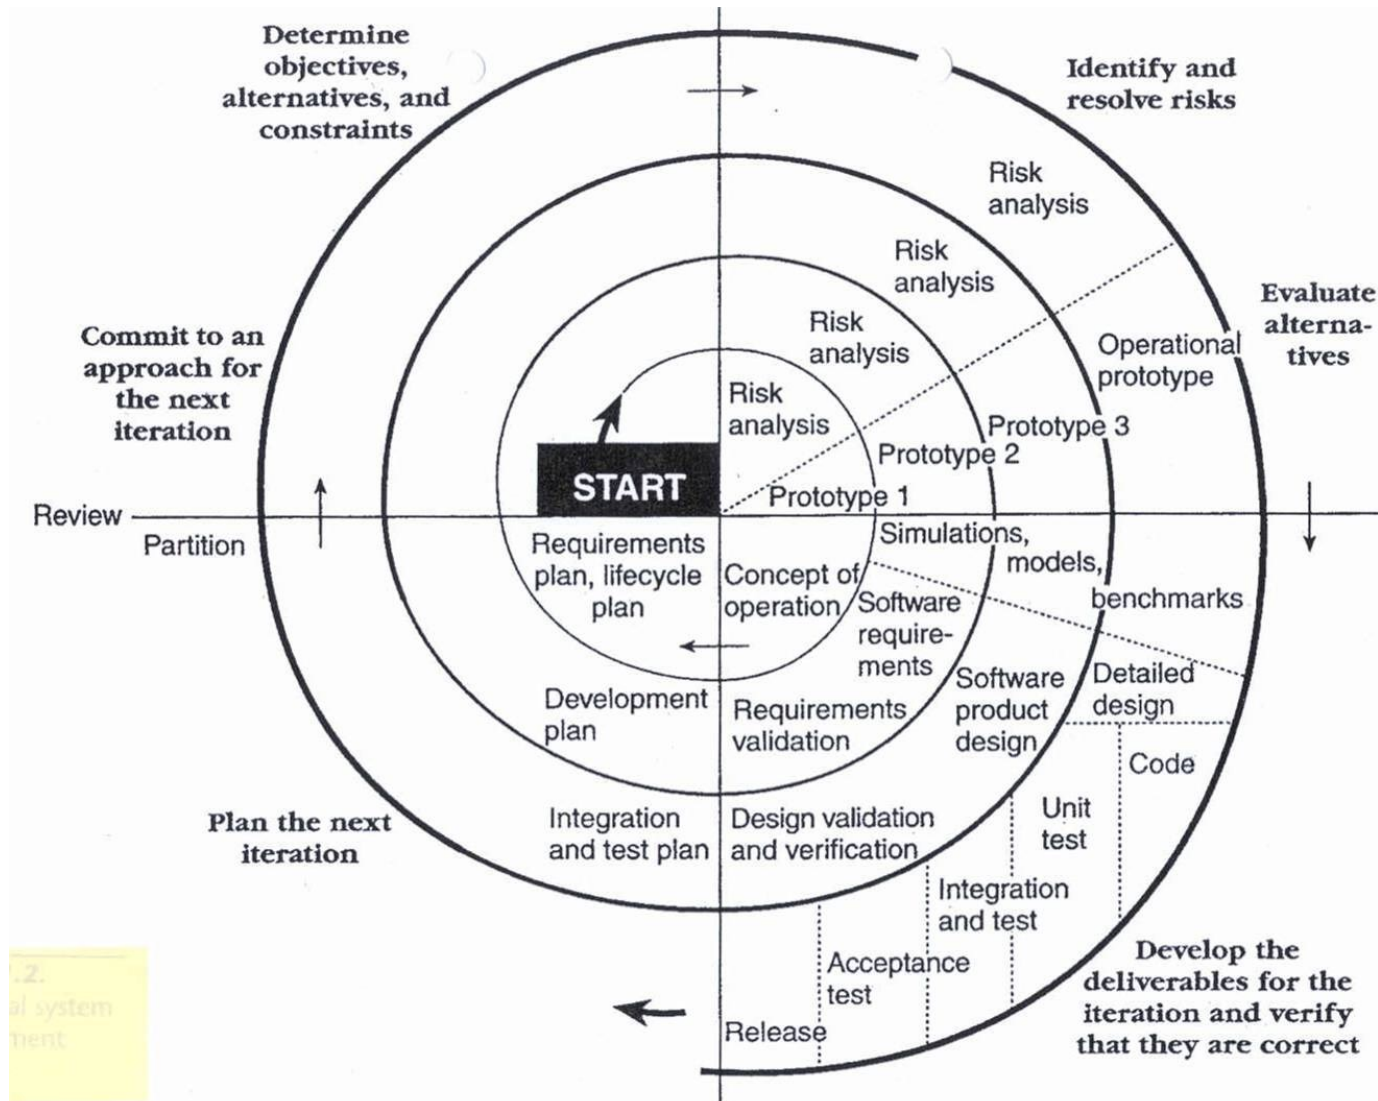 Determine
objectives,
alternatives, and
constraints
Identify and
resolve risks
Risk
analysis
Risk
analysis
Evaluate
alterna-
tives
Risk
analysis
Commit to an
approach for
the next
iteration
Operational
prototype
Risk
analysis
Prototype 3
Prototype 2
START
Prototype 1
Review
Partition
Simulations,
models,
benchmarks
Requirements
plan, lifecycle
plan
Concept of
operation
Software
require-
ments
Development
plan
Requirements
validation
Software
product
design
Detailed
design
Code
Plan the next
iteration
Integration
and test plan
Design validation
and verification
Unit
test
Integration
and test
Acceptance
test
Release
Develop the
deliverables for the
iteration and verify
that they are correct
.2.
al system
ment